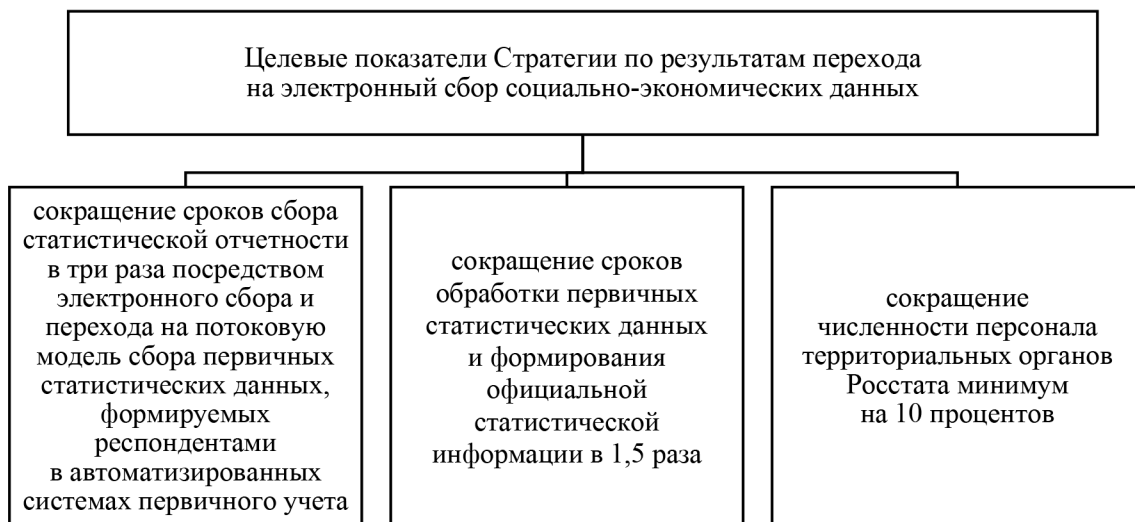 Целевые показатели Стратегии по результатам перехода
на электронный сбор социально-экономических данных
сокращение сроков сбора
статистической отчетности
в три раза посредством
электронного сбора и
перехода на потоковую
модель сбора первичных
статистических данных,
формируемых
респондентами
в автоматизированных
системах первичного учета
сокращение сроков
обработки первичных
статистических данных
и формирования
официальной
статистической
информации в 1,5 раза
сокращение
численности персонала
территориальных органов
Росстата минимум
на 10 процентов